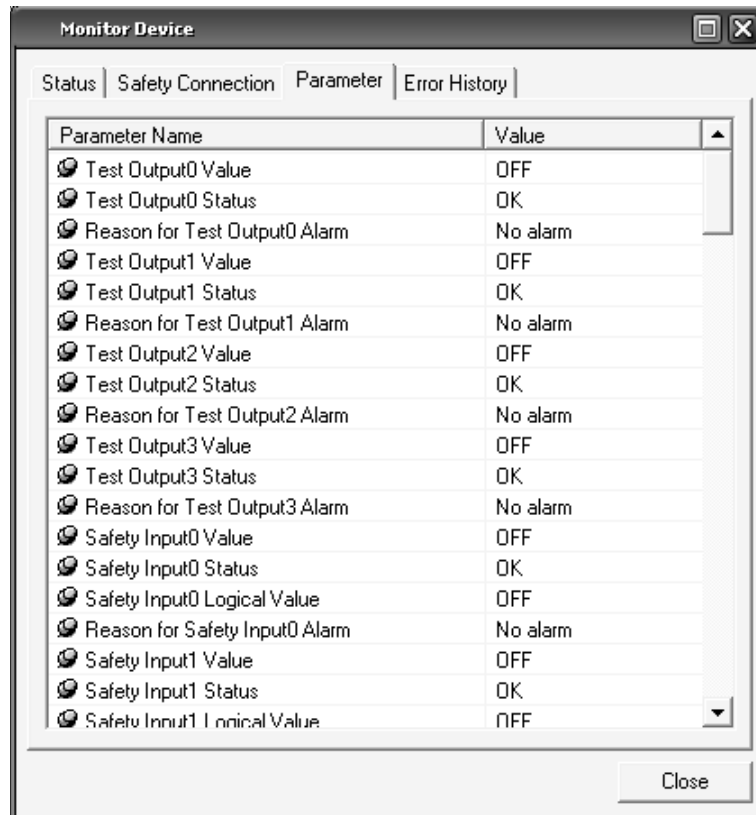 Monitor Device
Status Safety Connection Parameter Error History
Parameter Name Value
Test Output0 Value OFF
Test Output0 Status OK
Reason for Test Output0 Alarm No alarm
Test Output1 Value OFF
Test Output1 Status OK
Reason for Test Output1 Alarm No alarm
Test Output2 Value OFF
Test Output2 Status OK
Reason for Test Output2 Alarm No alarm
Test Output3 Value OFF
Test Output3 Status OK
Reason for Test Output3 Alarm No alarm
Safety Input0 Value OFF
Safety Input0 Status OK
Safety Input0 Logical Value OFF
Reason for Safety Input0 Alarm No alarm
Safety Input1 Value OFF
Safety Input1 Status OK
Safety Input1 Logical Value OFF
Close